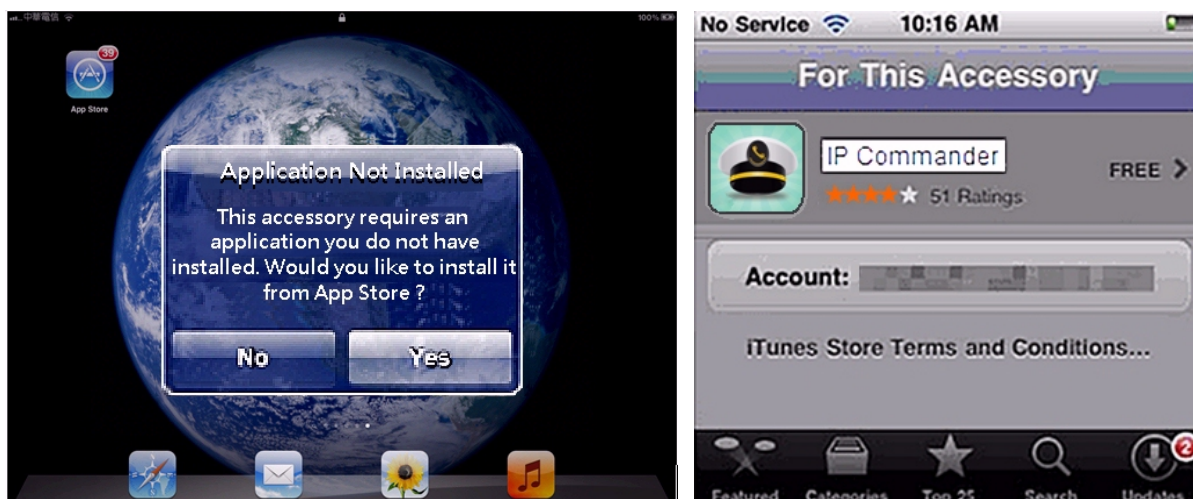 中華電信
100%
39
App Store
Application Not Installed
This accessory requires an
application you do not have
installed. Would you like to install it
from App Store ?
No
Yes
No Service
10:16 AM
For This Accessory
IP Commander
FREE
51 Ratings
Account:
iTunes Store Terms and Conditions...
2
Featured
Categories
Top 25
Search
Updates